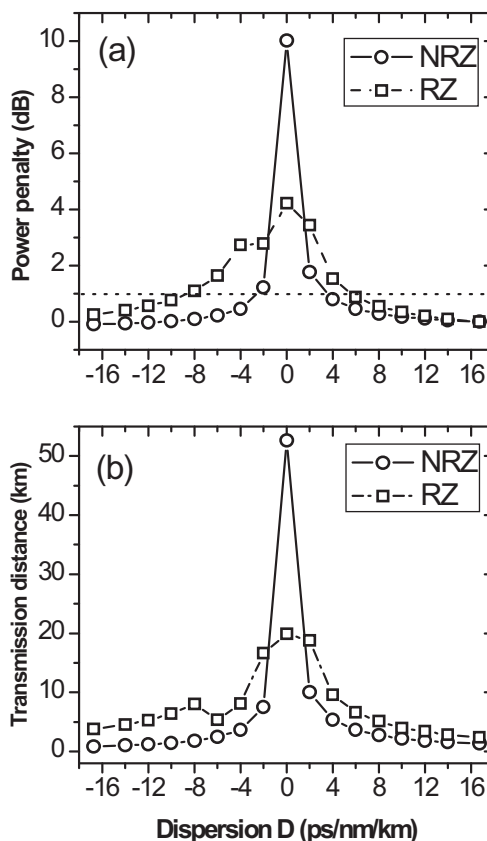 (a)
NRZ
RZ
Power penalty (dB)
10
8
6
4
2
0
-16 -12 -8 -4 0 4 8 12 16
(b)
NRZ
RZ
Transmission distance (km)
50
40
30
20
10
0
-16 -12 -8 -4 0 4 8 12 16
Dispersion D (ps/nm/km)